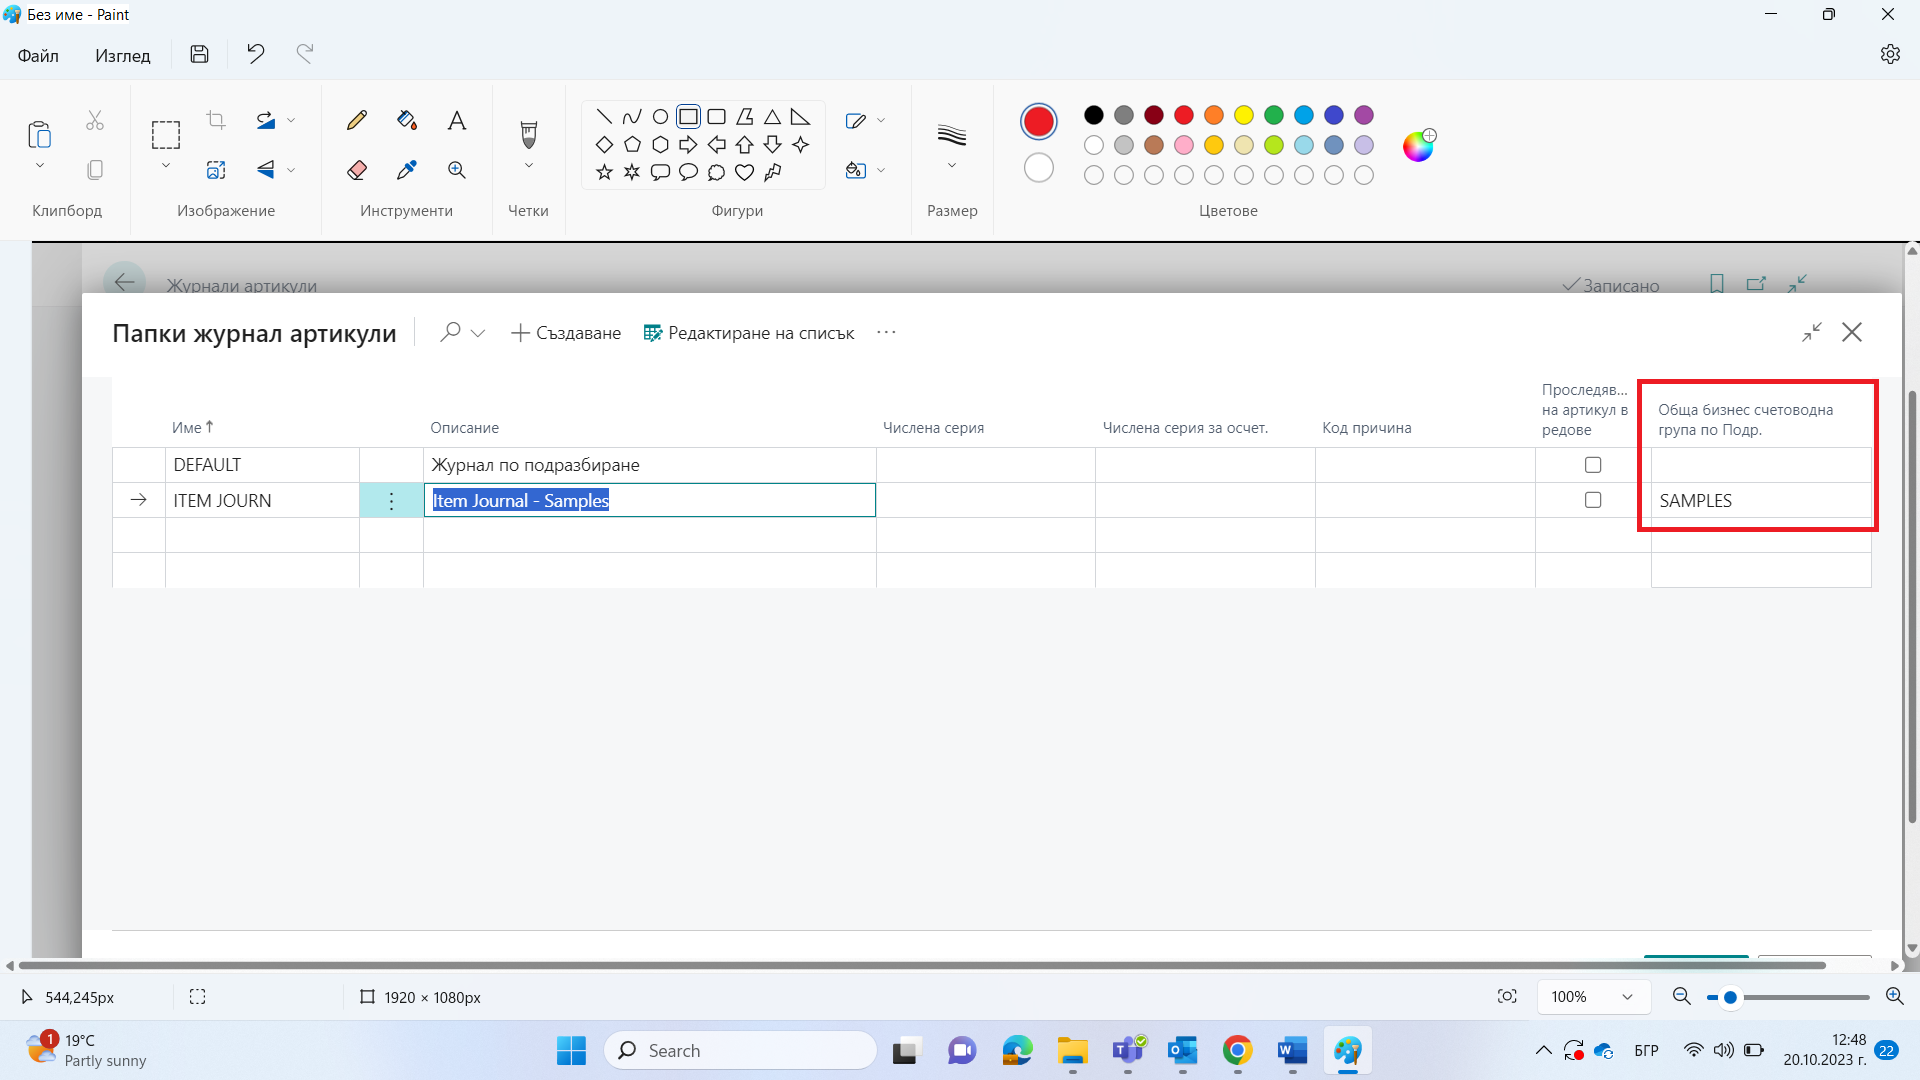 Без име - Paint
Файл Изглед
Клипборд Изображение Инструменти Четки Фигури Размер Цветове
Журнали артикули Записано
Папки журнал артикули Създаване Редактиране на списък
Име Описание Числена серия Числена серия за осчет. Код причина Проследяв... на артикул в редове Обща бизнес счетоводна група по Подр.
DEFAULT Журнал по подразбиране
ITEM JOURN Item Journal - Samples SAMPLES
544,245px 1920 × 1080px 100%
1 19°C
Partly sunny
Search
БГР
12:48
20.10.2023 г. 22